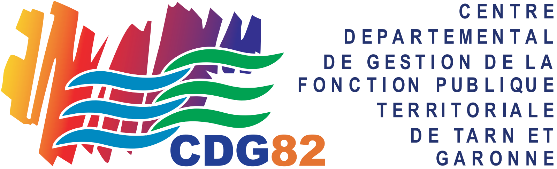 CDG82
CENTRE
DEPARTEMENTAL
DE GESTION DE LA
FONCTION PUBLIQUE
TERRITORIALE
DE TARN ET
GARONNE